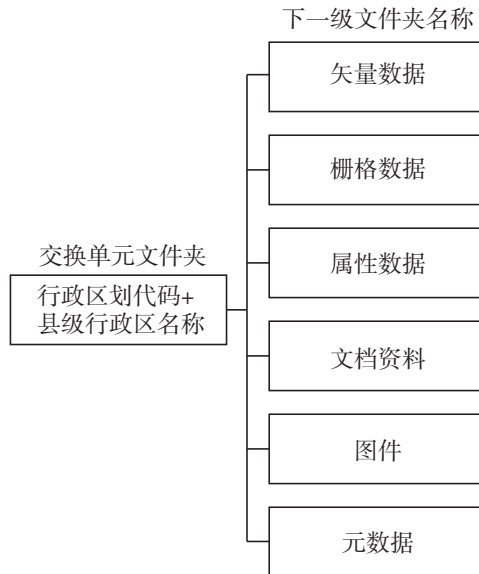 下一级文件夹名称
矢量数据
栅格数据
属性数据
交换单元文件夹
行政区划代码+
县级行政区名称
文档资料
图件
元数据